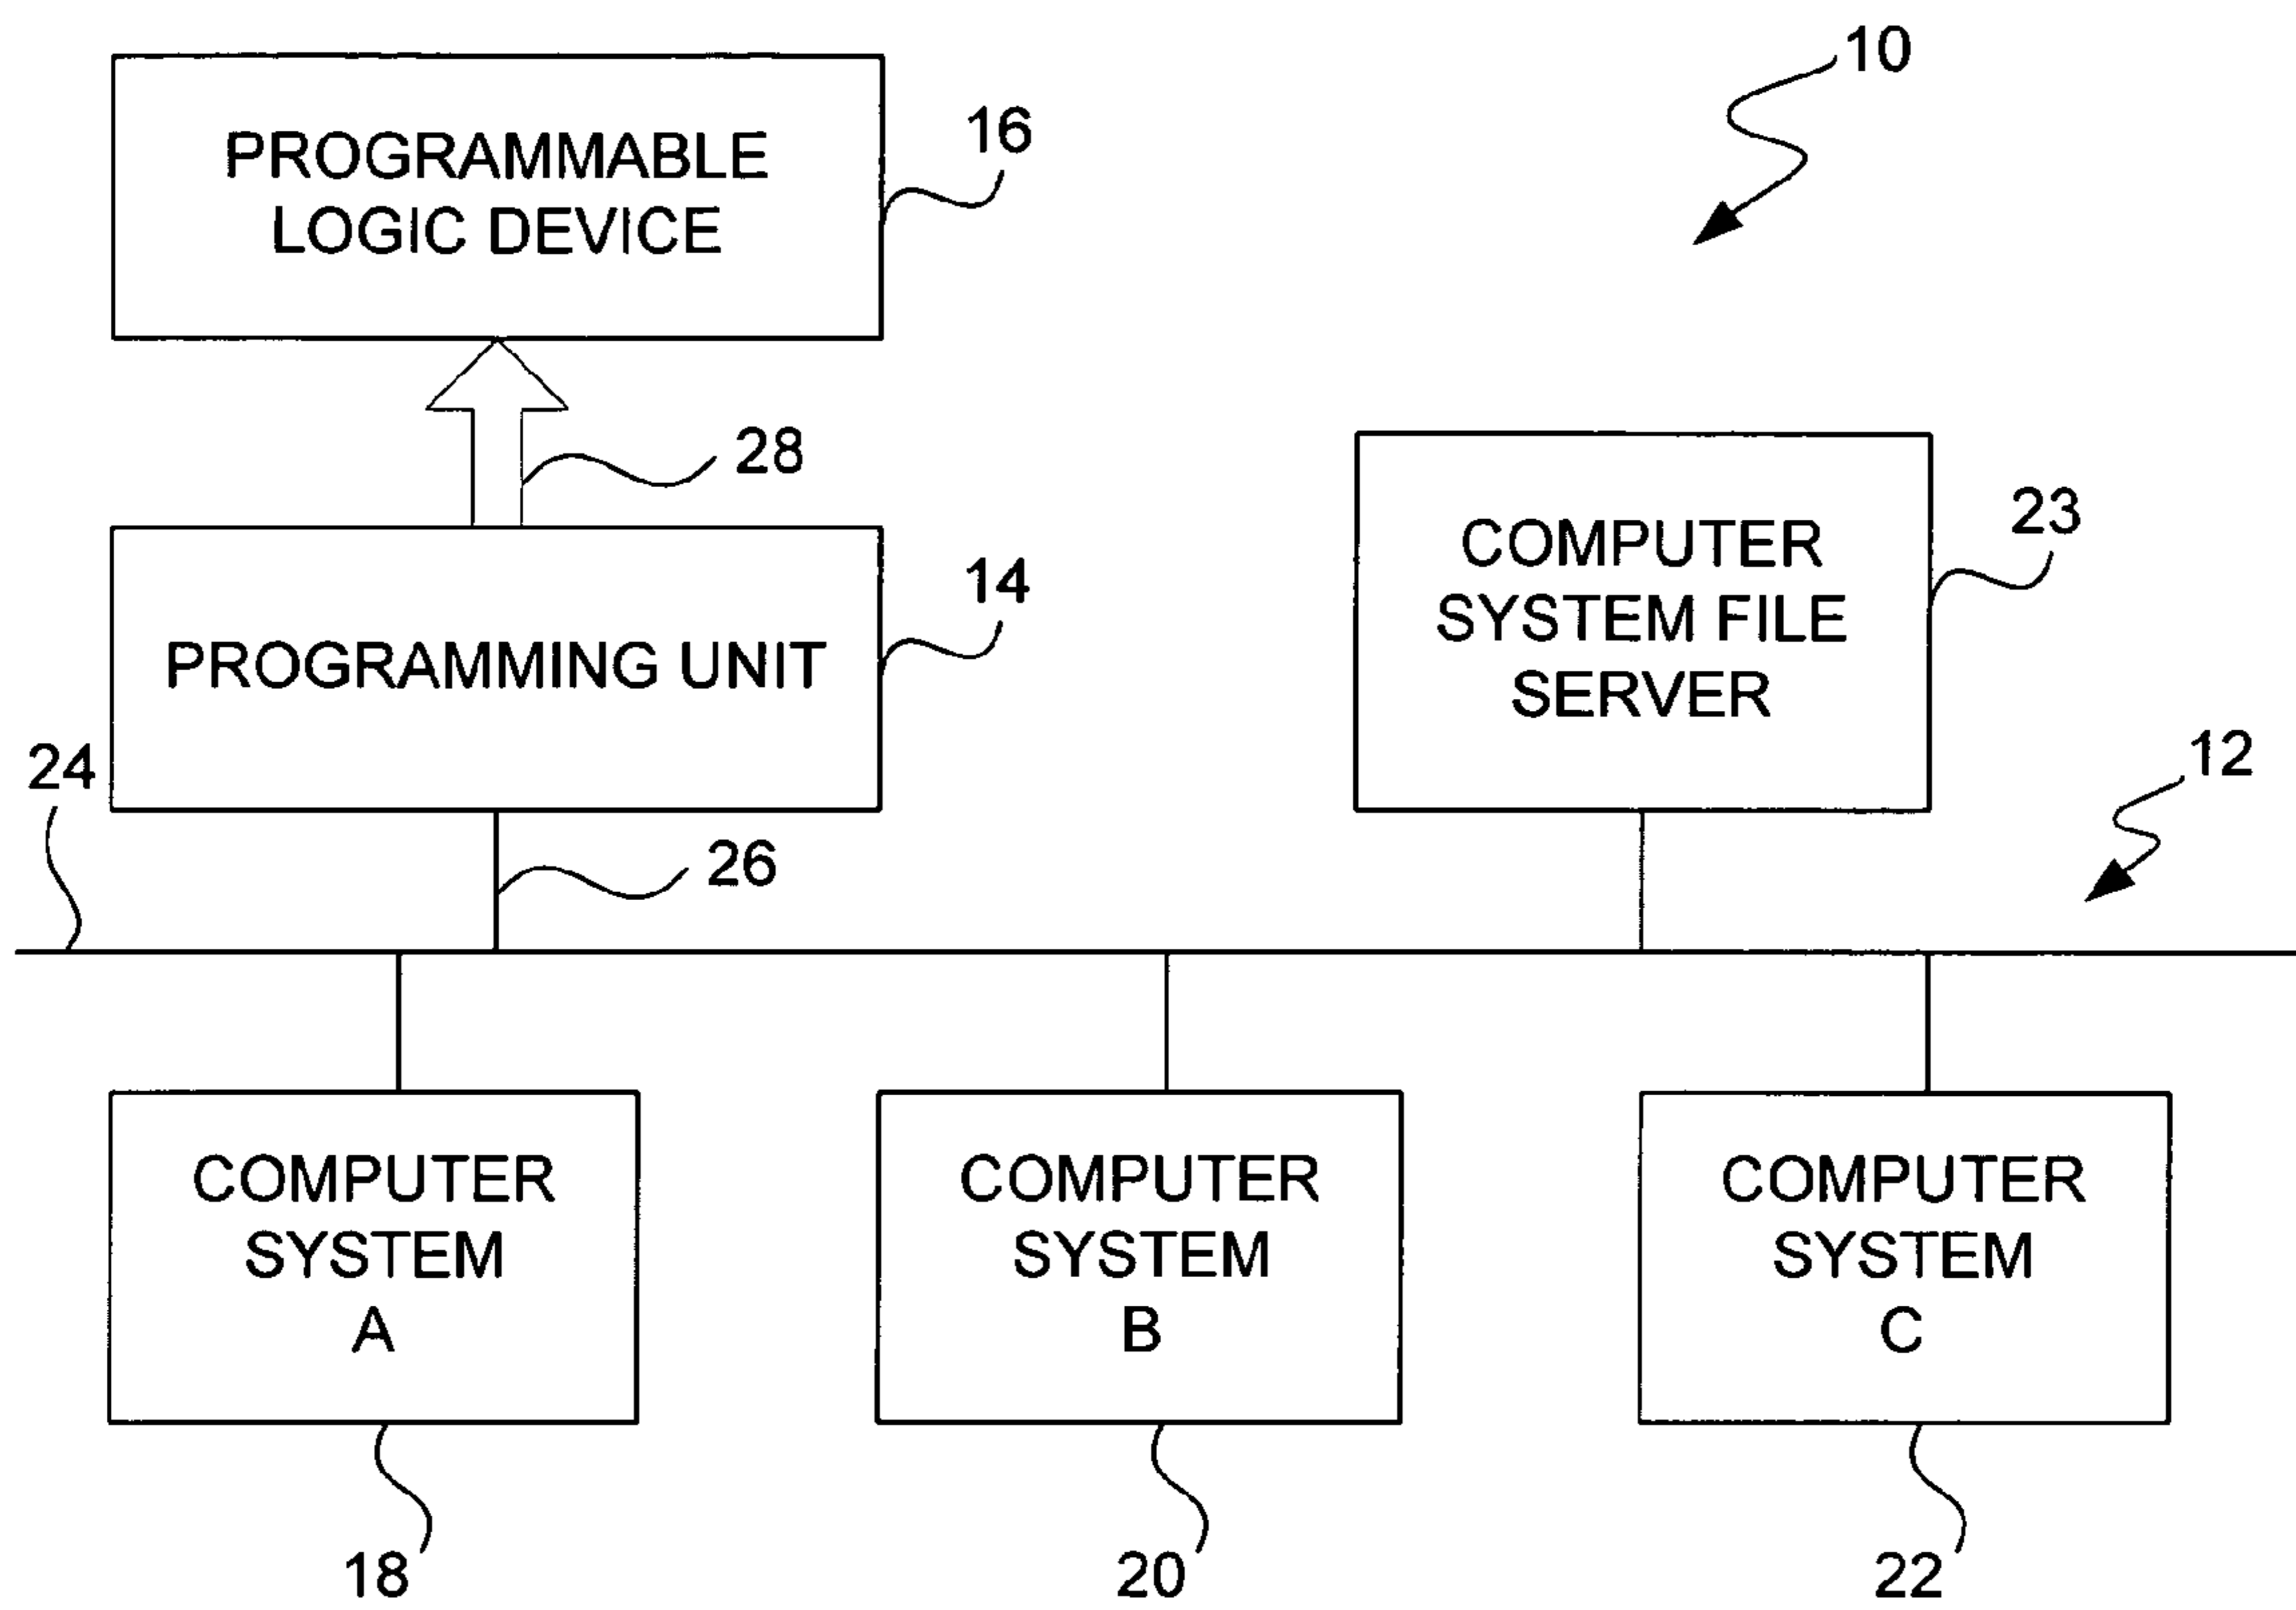 10
PROGRAMMABLE
LOGIC DEVICE
16
28
PROGRAMMING UNIT
14
COMPUTER
SYSTEM FILE
SERVER
23
24
12
26
COMPUTER
SYSTEM
A
COMPUTER
SYSTEM
B
COMPUTER
SYSTEM
C
18
20
22